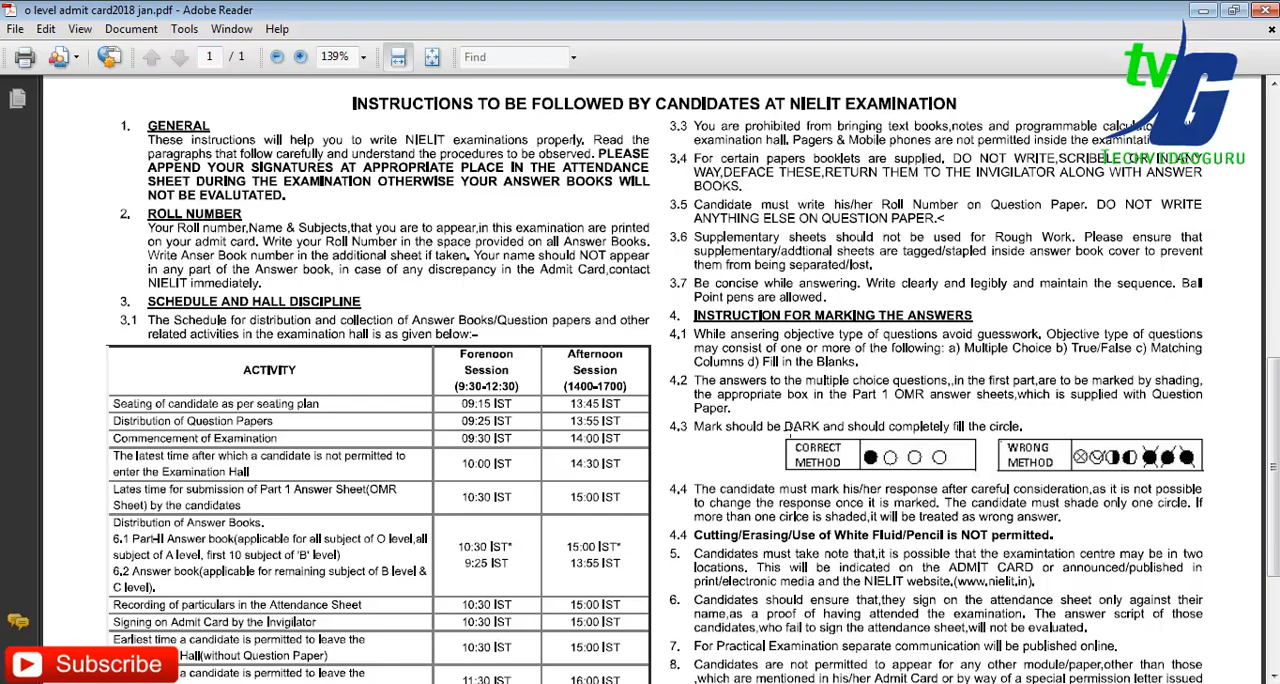 o level admit card2018 jan.pdf - Adobe Reader
File Edit View Document Tools Window Help
1 / 1 139% Find
tv G
TECHVIDEOGURU
INSTRUCTIONS TO BE FOLLOWED BY CANDIDATES AT NIELIT EXAMINATION
1. GENERAL
These instructions will help you to write NIELIT examinations properly. Read the
paragraphs that follow carefully and understand the procedures to be observed. PLEASE
APPEND YOUR SIGNATURES AT APPROPRIATE PLACE IN THE ATTENDANCE
SHEET DURING THE EXAMINATION OTHERWISE YOUR ANSWER BOOKS WILL
NOT BE EVALUTATED.
2. ROLL NUMBER
Your Roll number,Name & Subjects,that you are to appear,in this examination are printed
on your admit card. Write your Roll Number in the space provided on all Answer Books.
Write Anser Book number in the additional sheet if taken. Your name should NOT appear
in any part of the Answer book, in case of any discrepancy in the Admit Card,contact
NIELIT immediately.
3. SCHEDULE AND HALL DISCIPLINE
3.1 The Schedule for distribution and collection of Answer Books/Question papers and other
related activities in the examination hall is as given below:-
ACTIVITY Forenoon Session (9:30-12:30) Afternoon Session (1400-1700)
Seating of candidate as per seating plan 09:15 IST 13:45 IST
Distribution of Question Papers 09:25 IST 13:55 IST
Commencement of Examination 09:30 IST 14:00 IST
The latest time after which a candidate is not permitted to
enter the Examination Hall 10:00 IST 14:30 IST
Lates time for submission of Part 1 Answer Sheet(OMR
Sheet) by the candidates 10:30 IST 15:00 IST
Distribution of Answer Books.
6.1 PartII Answer book(applicable for all subject of O level,all 10:30 IST* 15:00 IST*
subject of A level, first 10 subject of 'B' level) 9:25 IST 13:55 IST
6.2 Answer book(applicable for remaining subject of B level &
C level).
Recording of particulars in the Attendance Sheet 10:30 IST 15:00 IST
Signing on Admit Card by the Invigilator 10:30 IST 15:00 IST
Earliest time a candidate is permitted to leave the
Hall(without Question Paper) 10:30 IST 15:00 IST
a candidate is permitted to leave the 11:30 IST 16:00 IST
Subscribe
3.3 You are prohibited from bringing text books,notes and programmable
examination hall. Pagers & Mobile phones are not permitted inside the
3.4 For certain papers booklets are supplied. DO NOT WRITE,SCRIBELE OR IN ANY
WAY,DEFACE THESE,RETURN THEM TO THE INVIGILATOR ALONG WITH ANSWER
BOOKS.
3.5 Candidate must write his/her Roll Number on Question Paper. DO NOT WRITE
ANYTHING ELSE ON QUESTION PAPER.<
3.6 Supplementary sheets should not be used for Rough Work. Please ensure that
supplementary/addtional sheets are tagged/stapled inside answer book cover to prevent
them from being separated/lost.
3.7 Be concise while answering. Write clearly and legibly and maintain the sequence. Ball
Point pens are allowed.
4. INSTRUCTION FOR MARKING THE ANSWERS
4.1 While ansering objective type of questions avoid guesswork. Objective type of questions
may consist of one or more of the following: a) Multiple Choice b) True/False c) Matching
Columns d) Fill in the Blanks.
4.2 The answers to the multiple choice questions,,in the first part,are to be marked by shading,
the appropriate box in the Part 1 OMR answer sheets,which is supplied with Question
Paper.
4.3 Mark should be DARK and should completely fill the circle.
CORRECT METHOD WRONG METHOD
4.4 The candidate must mark his/her response after careful consideration,as it is not possible
to change the response once it is marked. The candidate must shade only one circle. If
more than one cirlce is shaded,it will be treated as wrong answer.
4.4 Cutting/Erasing/Use of White Fluid/Pencil is NOT permitted.
5. Candidates must take note that,it is possible that the examintation centre may be in two
locations. This will be indicated on the ADMIT CARD or announced/published in
print/electronic media and the NIELIT website,(www.nielit.in).
6. Candidates should ensure that,they sign on the attendance sheet only against their
name,as a proof of having attended the examination. The answer script of those
candidates,who fail to sign the attendance sheet,will not be evaluated.
7. For Practical Examination separate communication will be published online.
8. Candidates are not permitted to appear for any other module/paper,other than those
,which are mentioned in his/her Admit Card or by way of a special permission letter issued